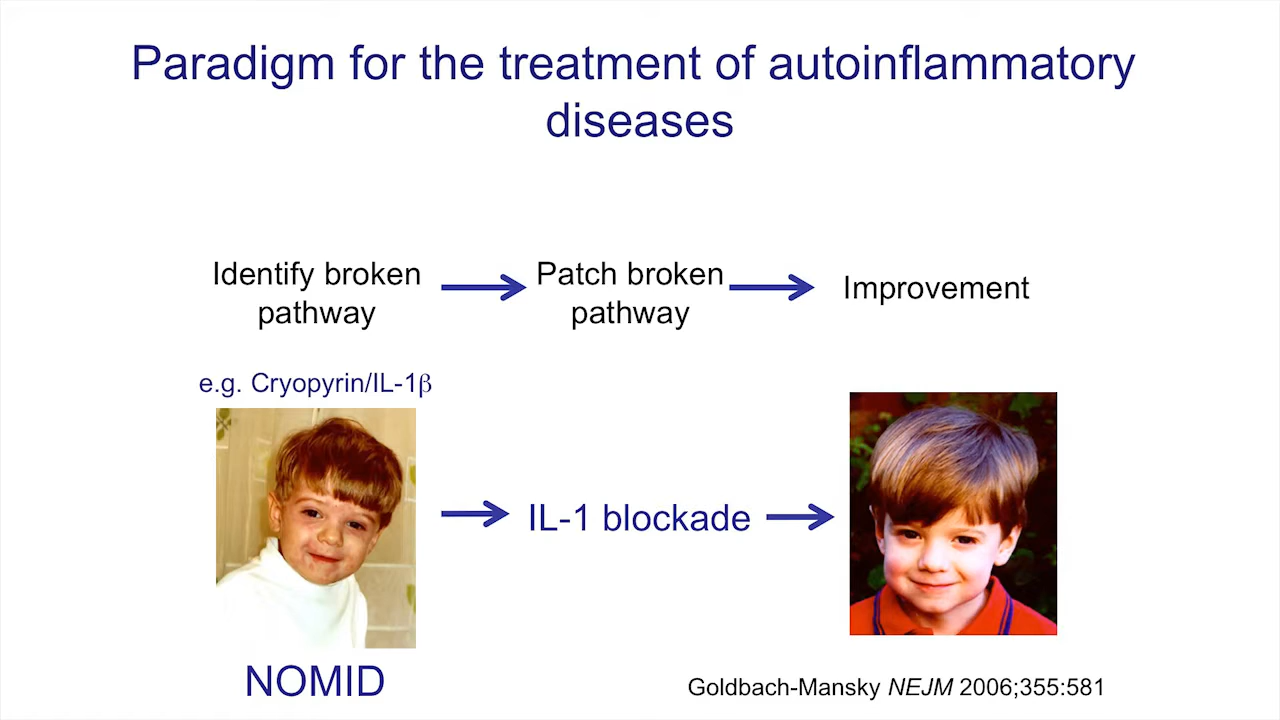 Paradigm for the treatment of autoinflammatory
diseases
Identify broken
pathway
Patch broken
pathway
Improvement
e.g. Cryopyrin/IL-1β
IL-1 blockade
NOMID
Goldbach-Mansky NEJM 2006;355:581